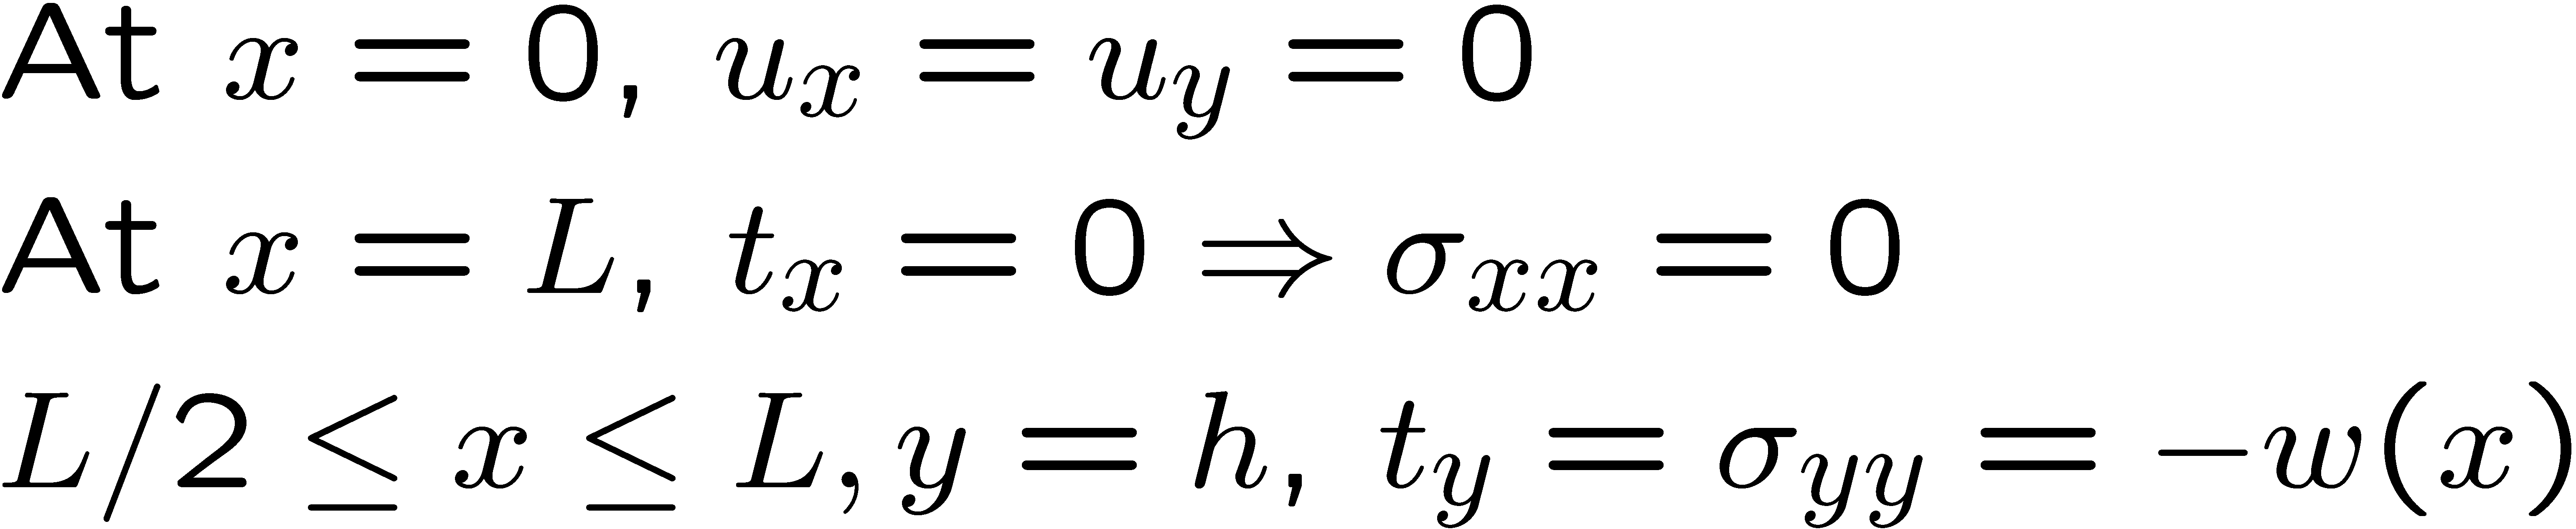 At x = 0, u_x = u_y = 0
At x = L, t_x = 0 ⇒ σ_xx = 0
L/2 ≤ x ≤ L, y = h, t_y = σ_yy = −w(x)